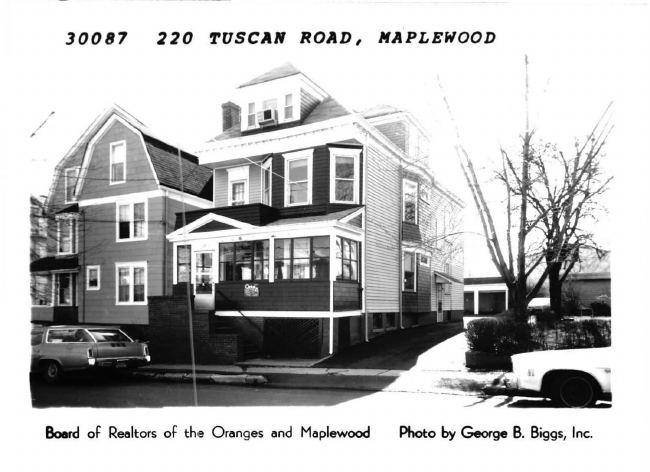 30087 220 TUSCAN ROAD, MAPLEWOOD
Board of Realtors of the Oranges and Maplewood Photo by George B. Biggs, Inc.